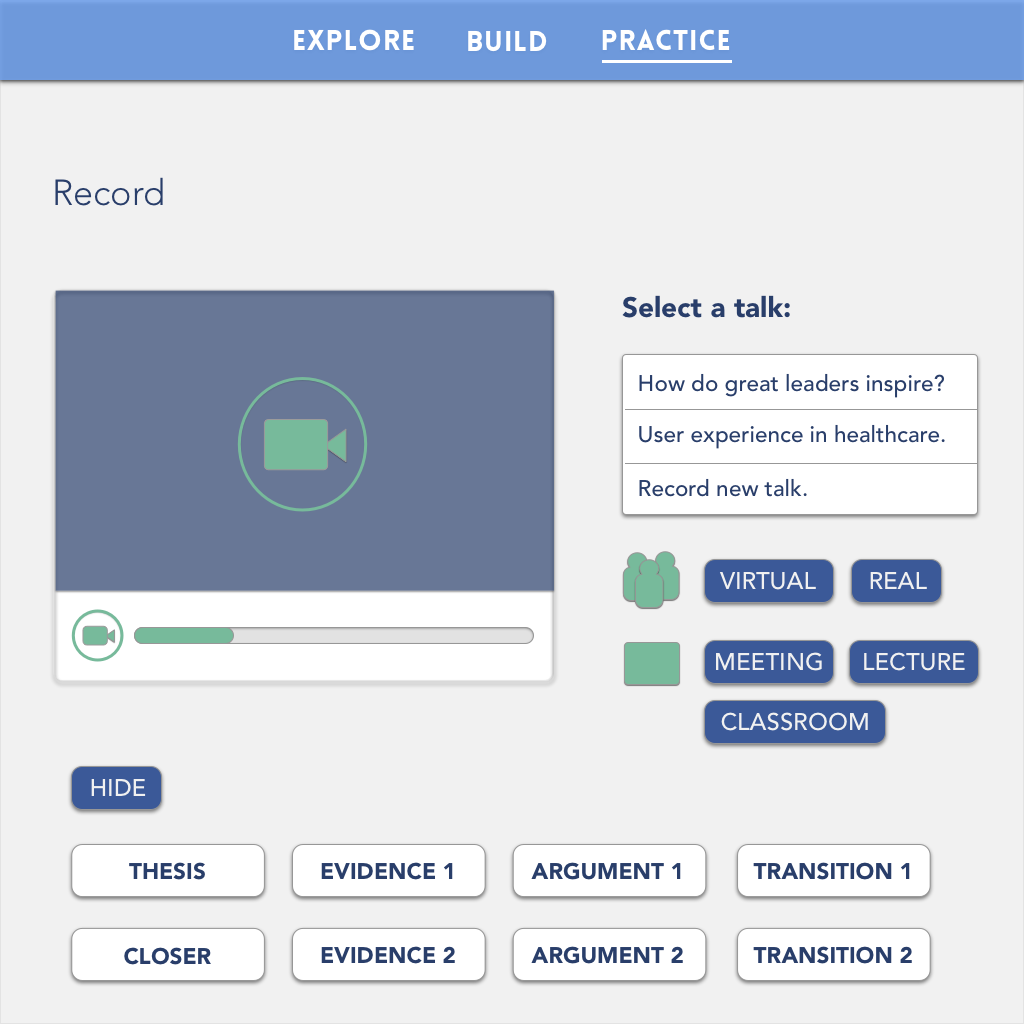 EXPLORE BUILD PRACTICE
Record
Select a talk:
How do great leaders inspire?
User experience in healthcare.
Record new talk.
VIRTUAL REAL
MEETING LECTURE
CLASSROOM
HIDE
THESIS EVIDENCE 1 ARGUMENT 1 TRANSITION 1
CLOSER EVIDENCE 2 ARGUMENT 2 TRANSITION 2